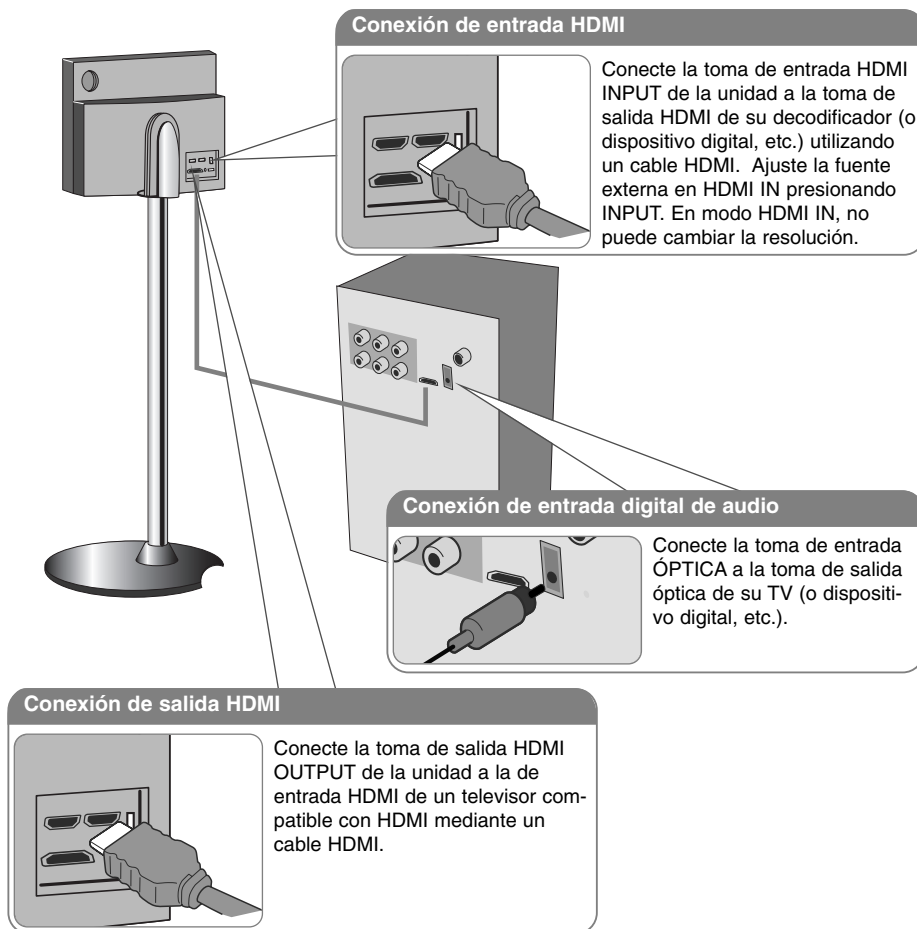 Conexión de entrada HDMI
Conecte la toma de entrada HDMI
INPUT de la unidad a la toma de
salida HDMI de su decodificador (o
dispositivo digital, etc.) utilizando
un cable HDMI.  Ajuste la fuente
externa en HDMI IN presionando
INPUT. En modo HDMI IN, no
puede cambiar la resolución.
Conexión de entrada digital de audio
Conecte la toma de entrada
ÓPTICA a la toma de salida
óptica de su TV (o dispositi-
vo digital, etc.).
Conexión de salida HDMI
Conecte la toma de salida HDMI
OUTPUT de la unidad a la de
entrada HDMI de un televisor com-
patible con HDMI mediante un
cable HDMI.